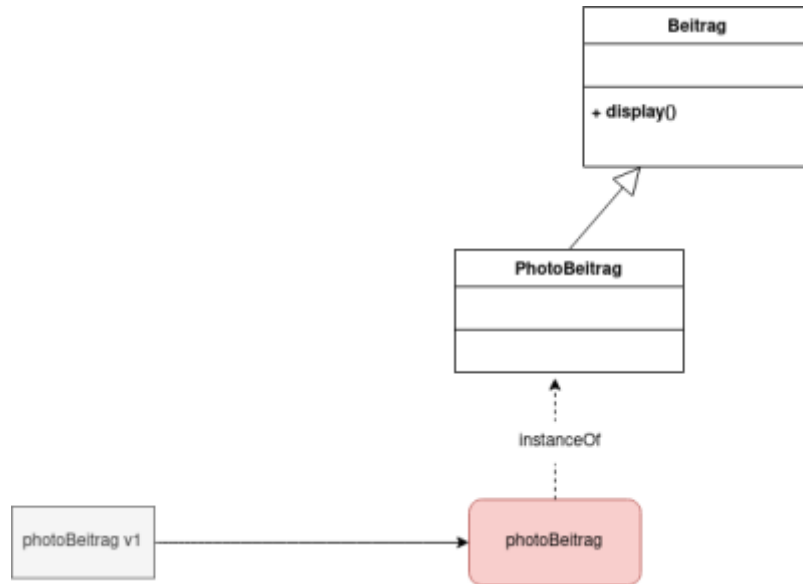 Beitrag
+ display()
PhotoBeitrag
instanceOf
photoBeitrag v1
photoBeitrag